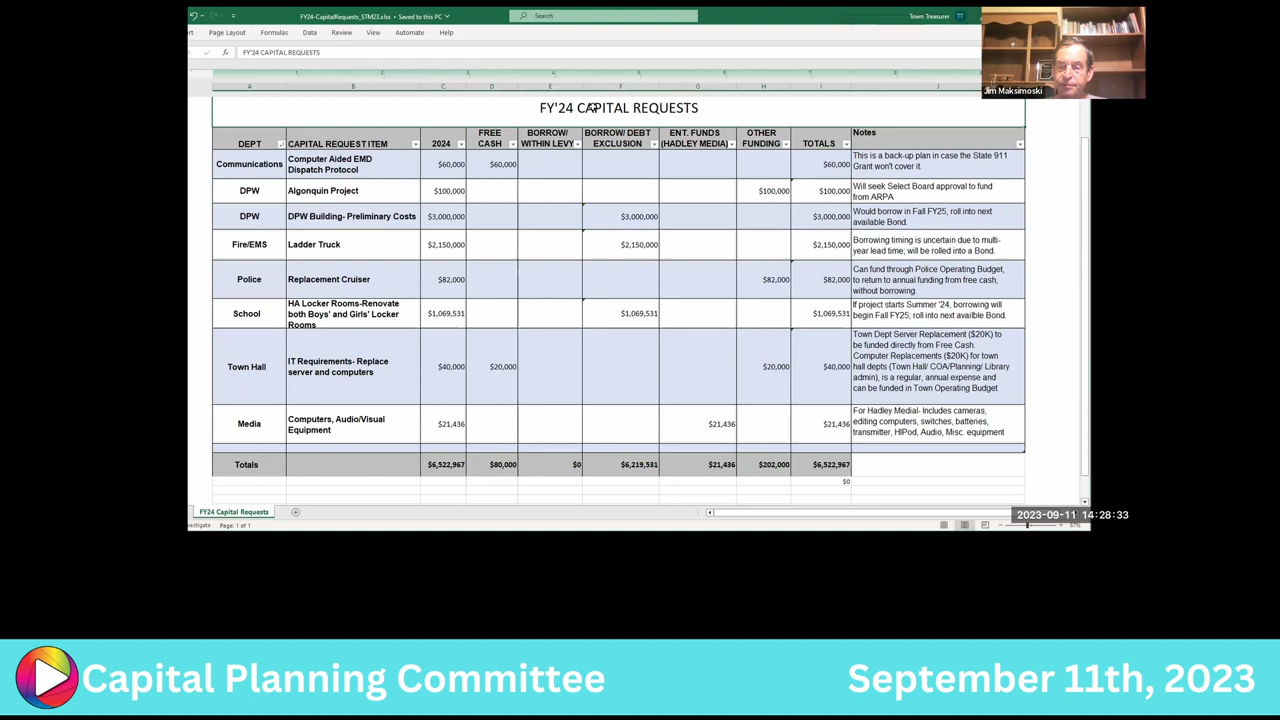 FY24-CapitalRequests_STM23.xlsx • Saved to this PC
Search
Town Treasurer
TT
Page Layout
Formulas
Data
Review
View
Automate
Help
fx
FY'24 CAPITAL REQUESTS
Jim Maksimoski
A B C D E F G H I J
FY'24 CAPITAL REQUESTS
DEPT CAPITAL REQUEST ITEM 2024 FREE CASH BORROW/ WITHIN LEVY BORROW/ DEBT EXCLUSION ENT. FUNDS (HADLEY MEDIA) OTHER FUNDING TOTALS Notes
Communications Computer Aided EMD Dispatch Protocol $60,000 $60,000 $60,000 This is a back-up plan in case the State 911 Grant won't cover it.
DPW Algonquin Project $100,000 $100,000 $100,000 Will seek Select Board approval to fund from ARPA
DPW DPW Building- Preliminary Costs $3,000,000 $3,000,000 $3,000,000 Would borrow in Fall FY25, roll into next available Bond.
Fire/EMS Ladder Truck $2,150,000 $2,150,000 $2,150,000 Borrowing timing is uncertain due to multi-year lead time; will be rolled into a Bond.
Police Replacement Cruiser $82,000 $82,000 $82,000 Can fund through Police Operating Budget, to return to annual funding from free cash, without borrowing.
School HA Locker Rooms-Renovate both Boys' and Girls' Locker Rooms $1,069,531 $1,069,531 $1,069,531 If project starts Summer '24, borrowing will begin Fall FY25; roll into next availble Bond.
Town Hall IT Requirements- Replace server and computers $40,000 $20,000 $20,000 $40,000 Town Dept Server Replacement ($20K) to be funded directly from Free Cash. Computer Replacements ($20K) for town hall depts (Town Hall/ COA/Planning/ Library admin), is a regular, annual expense and can be funded in Town Operating Budget
Media Computers, Audio/Visual Equipment $21,436 $21,436 $21,436 For Hadley Medial- Includes cameras, editing computers, switches, batteries, transmitter, HIPod, Audio, Misc. equipment
Totals $6,522,967 $80,000 $0 $6,219,531 $21,436 $202,000 $6,522,967
$0
FY24 Capital Requests
2023-09-11 14:28:33
Page: 1 of 1
Capital Planning Committee
September 11th, 2023